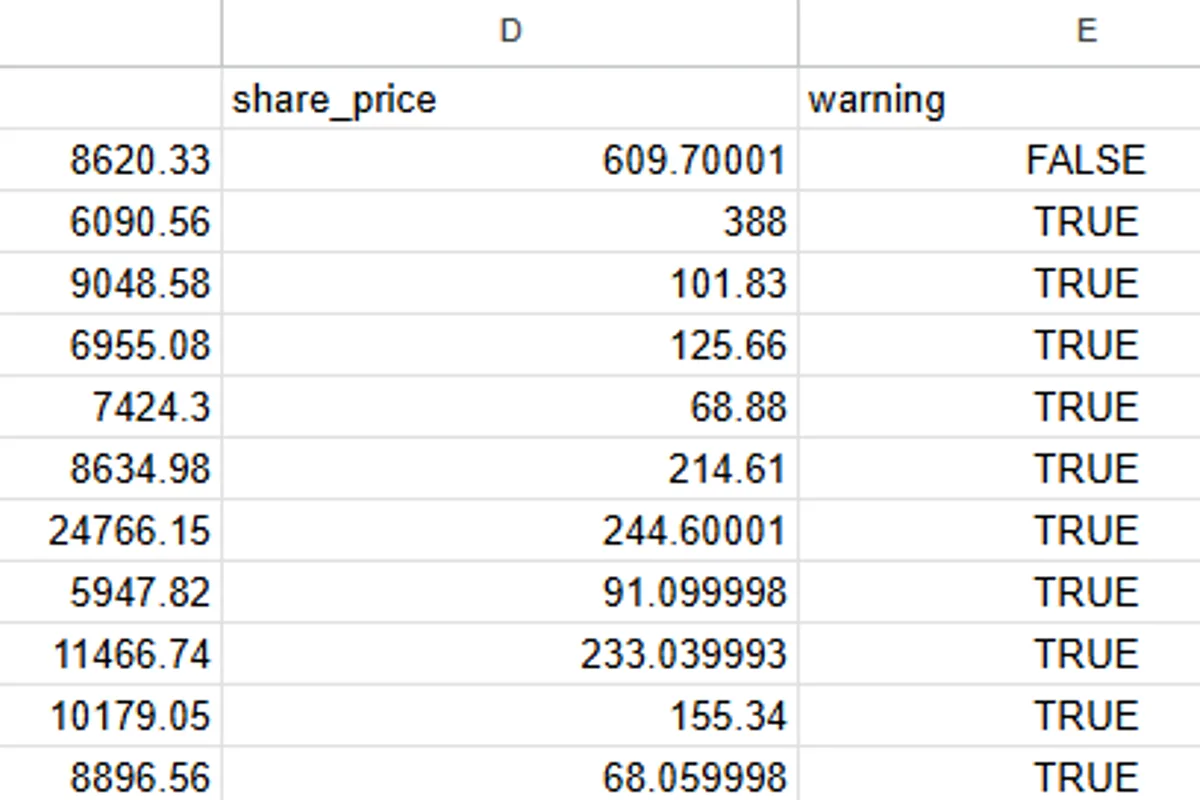 D E
share_price warning
8620.33 609.70001 FALSE
6090.56 388 TRUE
9048.58 101.83 TRUE
6955.08 125.66 TRUE
7424.3 68.88 TRUE
8634.98 214.61 TRUE
24766.15 244.60001 TRUE
5947.82 91.099998 TRUE
11466.74 233.039993 TRUE
10179.05 155.34 TRUE
8896.56 68.059998 TRUE